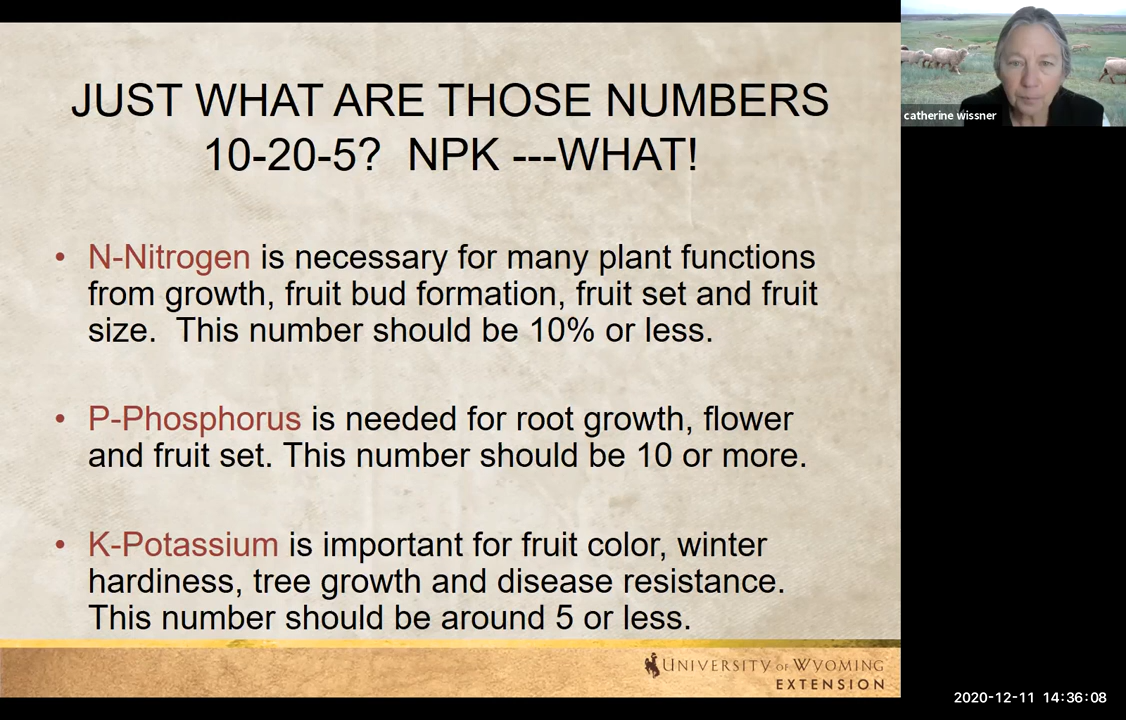 JUST WHAT ARE THOSE NUMBERS
10-20-5?  NPK ---WHAT!
• N-Nitrogen is necessary for many plant functions
from growth, fruit bud formation, fruit set and fruit
size.  This number should be 10% or less.
• P-Phosphorus is needed for root growth, flower
and fruit set. This number should be 10 or more.
• K-Potassium is important for fruit color, winter
hardiness, tree growth and disease resistance.
This number should be around 5 or less.
UNIVERSITY OF WYOMING
EXTENSION
catherine wissner
2020-12-11 14:36:08